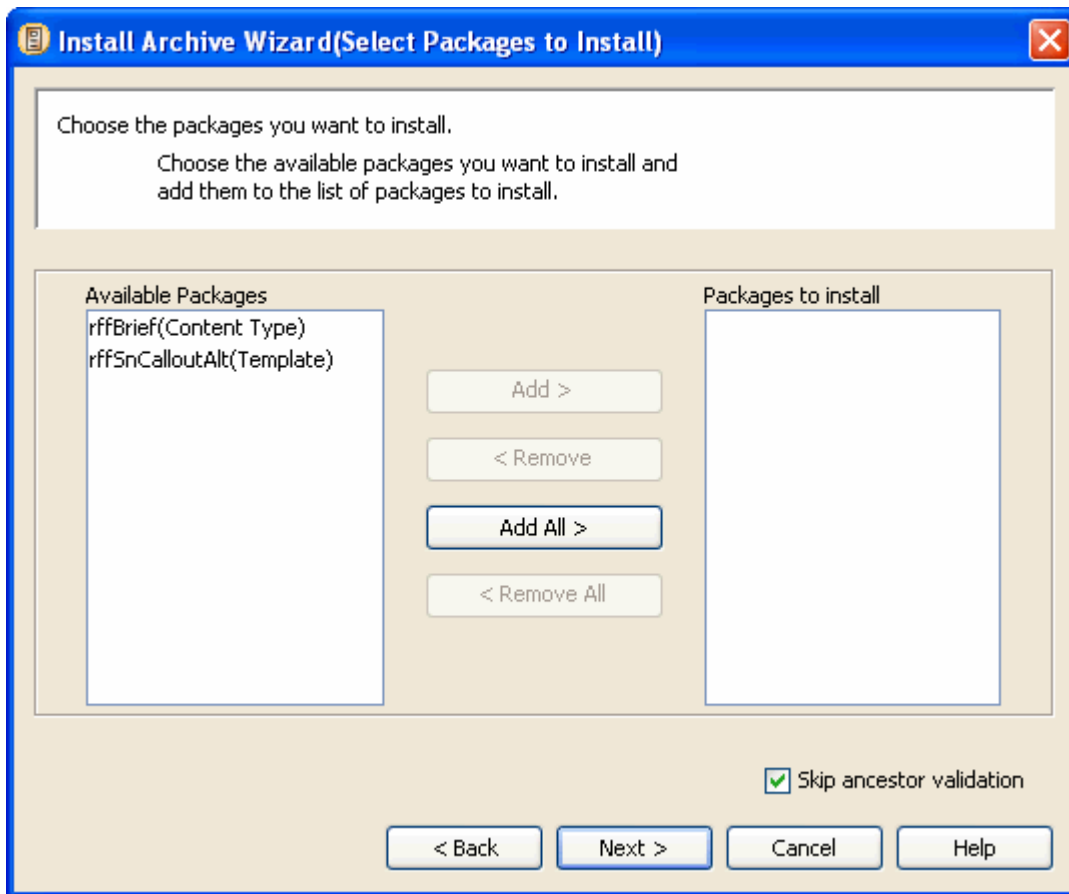 Install Archive Wizard(Select Packages to Install)
Choose the packages you want to install.
Choose the available packages you want to install and
add them to the list of packages to install.
Available Packages
rffBrief(Content Type)
rffSnCalloutAlt(Template)
Add >
< Remove
Add All >
< Remove All
Packages to install
Skip ancestor validation
< Back
Next >
Cancel
Help